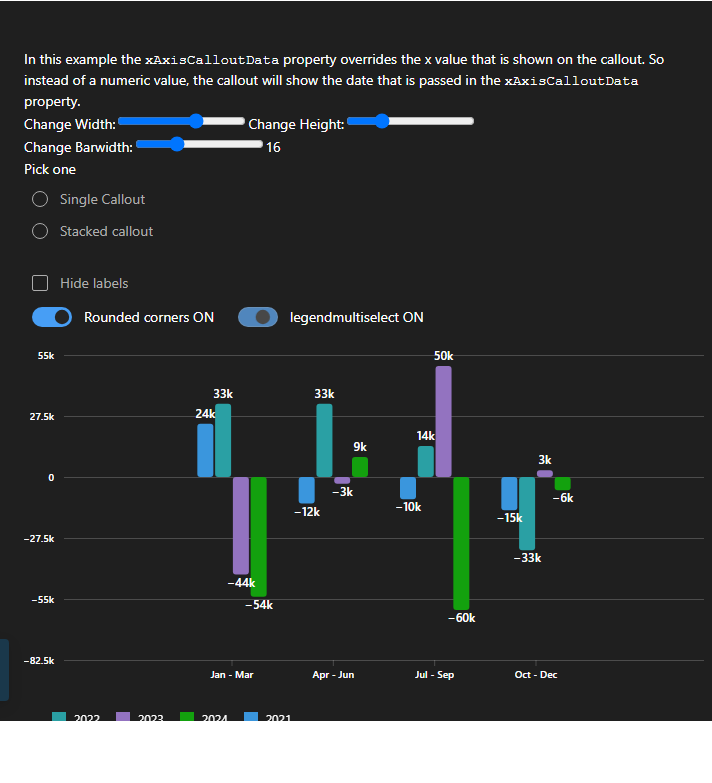 In this example the xAxisCalloutData property overrides the x value that is shown on the callout. So
instead of a numeric value, the callout will show the date that is passed in the xAxisCalloutData
property.
Change Width: Change Height:
Change Barwidth: 16
Pick one
Single Callout
Stacked callout
Hide labels
Rounded corners ON legendmultiselect ON
55k
50k
33k 33k
27.5k
24k
14k
9k
3k
0
−3k
−6k
−12k
−10k
−15k
−27.5k
−33k
−44k
−55k
−54k
−60k
−82.5k
Jan - Mar Apr - Jun Jul - Sep Oct - Dec
2022 2023 2024 2021